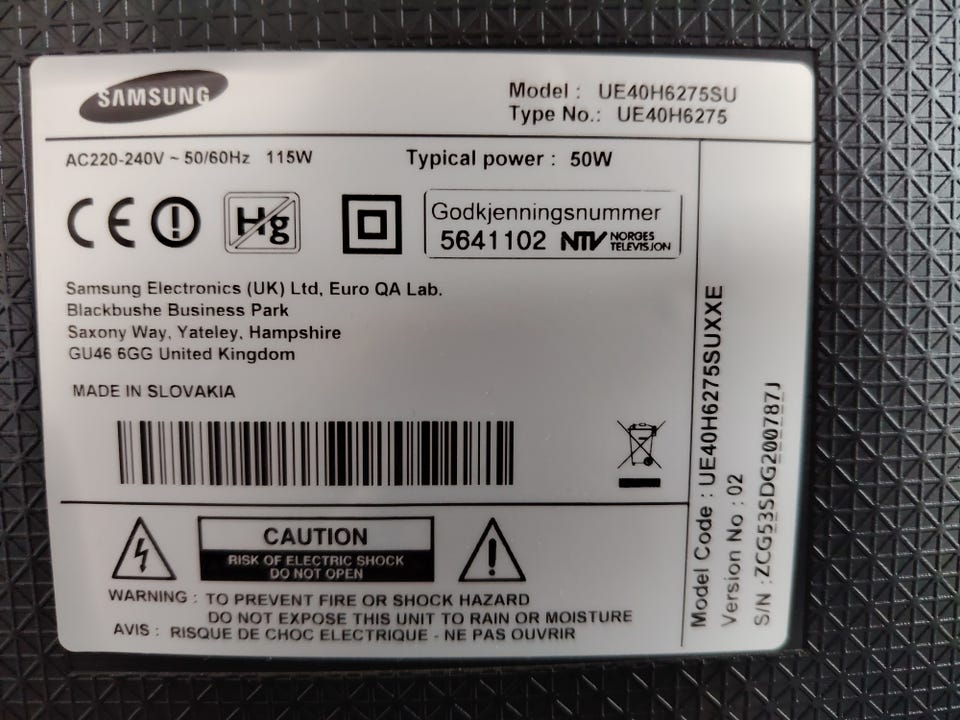 SAMSUNG
Model : UE40H6275SU
Type No.: UE40H6275
AC220-240V ~ 50/60Hz 115W
Typical power : 50W
CE
Hg
Godkjenningsnummer
5641102 NTV NORGES
TELEVISJON
Samsung Electronics (UK) Ltd, Euro QA Lab.
Blackbushe Business Park
Saxony Way, Yateley, Hampshire
GU46 6GG United Kingdom
MADE IN SLOVAKIA
CAUTION
RISK OF ELECTRIC SHOCK
DO NOT OPEN
WARNING : TO PREVENT FIRE OR SHOCK HAZARD
DO NOT EXPOSE THIS UNIT TO RAIN OR MOISTURE
AVIS : RISQUE DE CHOC ELECTRIQUE - NE PAS OUVRIR
Model Code : UE40H6275SUXXE
Version No : 02
S/N : ZCG53SDG200787J